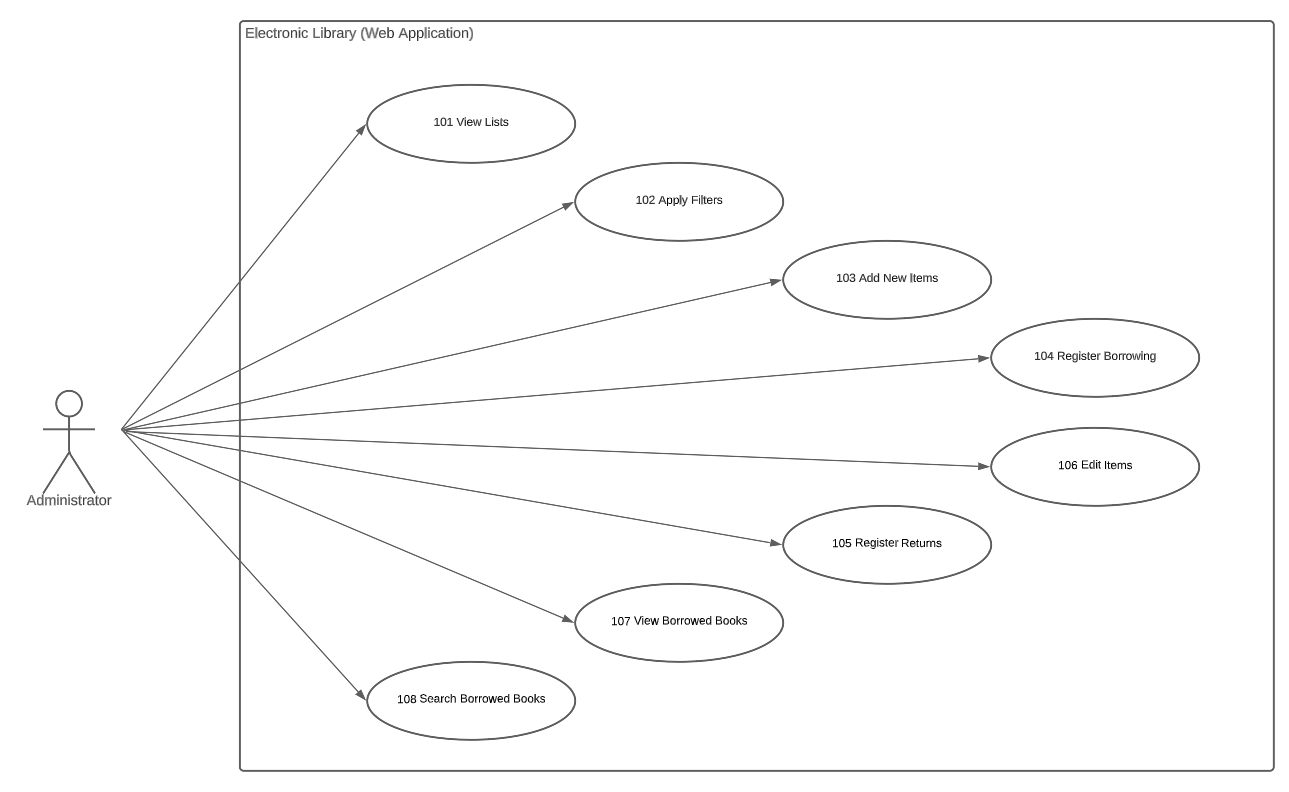 Electronic Library (Web Application)
101 View Lists
102 Apply Filters
103 Add New Items
104 Register Borrowing
106 Edit Items
Administrator
105 Register Returns
107 View Borrowed Books
108 Search Borrowed Books